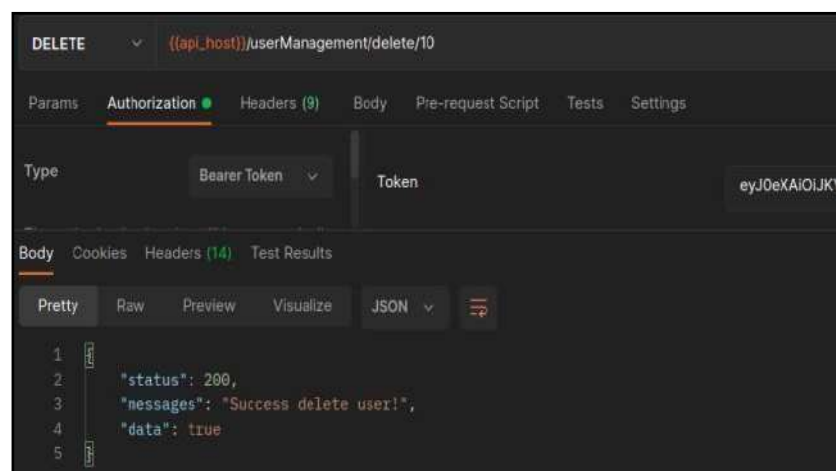 DELETE {{api_host}}/userManagement/delete/10
Params Authorization Headers (9) Body Pre-request Script Tests Settings
Type Bearer Token Token eyJ0eXAiOiJKV
Body Cookies Headers (14) Test Results
Pretty Raw Preview Visualize JSON
1 {
2 "status": 200,
3 "messages": "Success delete user!",
4 "data": true
5 }